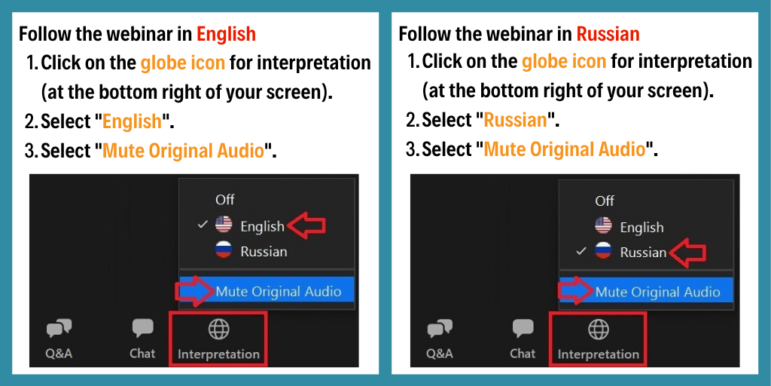 Follow the webinar in English
1. Click on the globe icon for interpretation
(at the bottom right of your screen).
2. Select "English".
3. Select "Mute Original Audio".
Off
English
Russian
Mute Original Audio
Q&A
Chat
Interpretation
Follow the webinar in Russian
1. Click on the globe icon for interpretation
(at the bottom right of your screen).
2. Select "Russian".
3. Select "Mute Original Audio".
Off
English
Russian
Mute Original Audio
Q&A
Chat
Interpretation